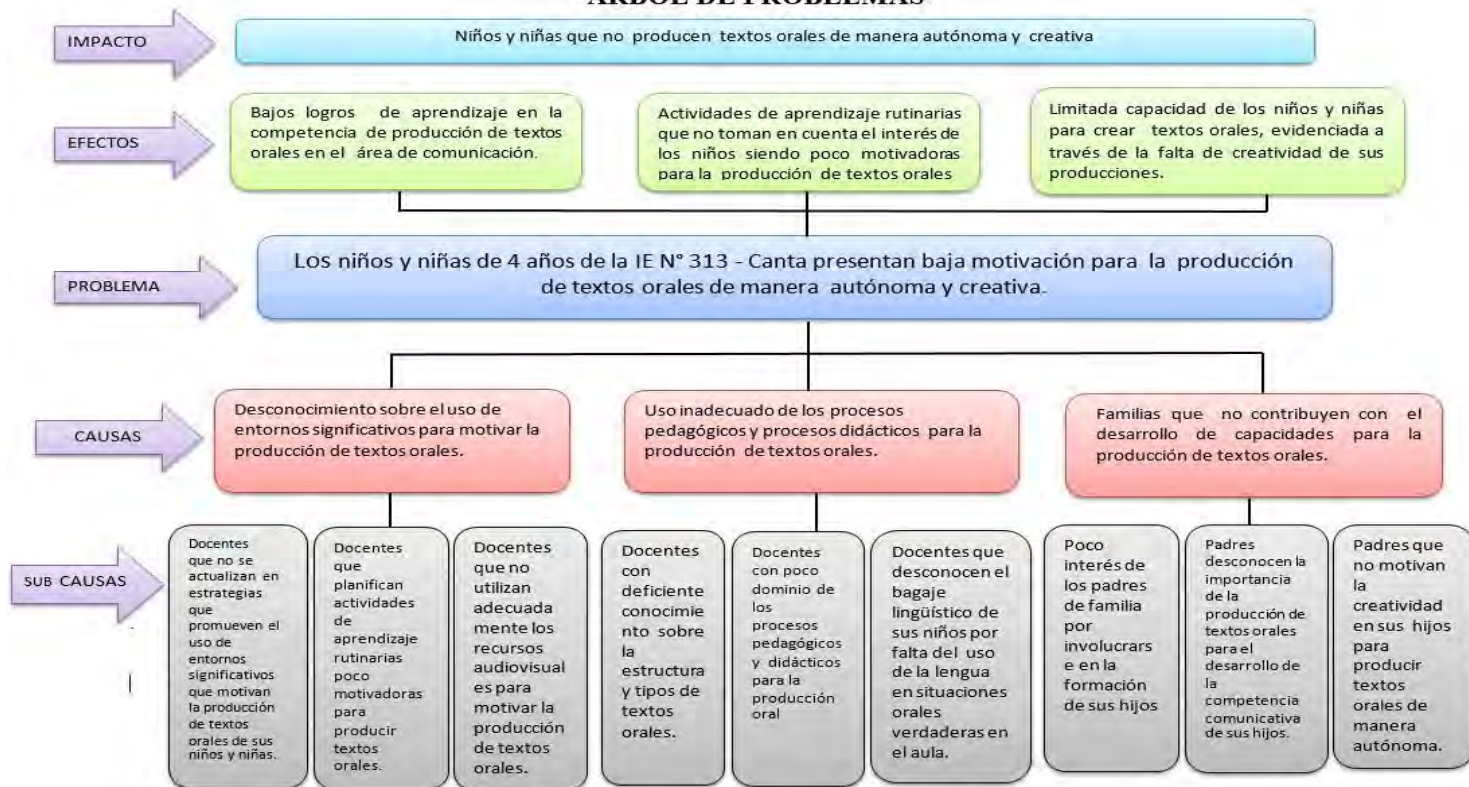 ÁRBOL DE PROBLEMAS
IMPACTO
Niños y niñas que no producen textos orales de manera autónoma y creativa
EFECTOS
Bajos logros de aprendizaje en la
competencia de producción de textos
orales en el área de comunicación.
Actividades de aprendizaje rutinarias
que no toman en cuenta el interés de
los niños siendo poco motivadoras
para la producción de textos orales
Limitada capacidad de los niños y niñas
para crear textos orales, evidenciada a
través de la falta de creatividad de sus
producciones.
PROBLEMA
Los niños y niñas de 4 años de la IE N° 313 - Canta presentan baja motivación para la producción
de textos orales de manera autónoma y creativa.
CAUSAS
Desconocimiento sobre el uso de
entornos significativos para motivar la
producción de textos orales.
Uso inadecuado de los procesos
pedagógicos y procesos didácticos para la
producción de textos orales.
Familias que no contribuyen con el
desarrollo de capacidades para la
producción de textos orales.
SUB CAUSAS
Docentes
que no se
actualizan en
estrategias
que
promueven el
uso de
entornos
significativos
que motivan
la producción
de textos
orales de sus
niños y niñas.
Docentes
que
planifican
actividades
de
aprendizaje
rutinarias
poco
motivadoras
para
producir
textos
orales.
Docentes
que no
utilizan
adecuada
mente los
recursos
audiovisual
es para
motivar la
producción
de textos
orales.
Docentes
con
deficiente
conocimie
nto sobre
la
estructura
y tipos de
textos
orales.
Docentes
con poco
dominio de
los
procesos
pedagógicos
y didácticos
para la
producción
oral
Docentes que
desconocen el
bagaje
lingüístico de
sus niños por
falta del uso
de la lengua
en situaciones
orales
verdaderas en
el aula.
Poco
interés de
los padres
de familia
por
involucrars
e en la
formación
de sus hijos
Padres
desconocen la
importancia
de la
producción de
textos orales
para el
desarrollo de
la
competencia
comunicativa
de sus hijos.
Padres que
no motivan
la
creatividad
en sus hijos
para
producir
textos
orales de
manera
autónoma.